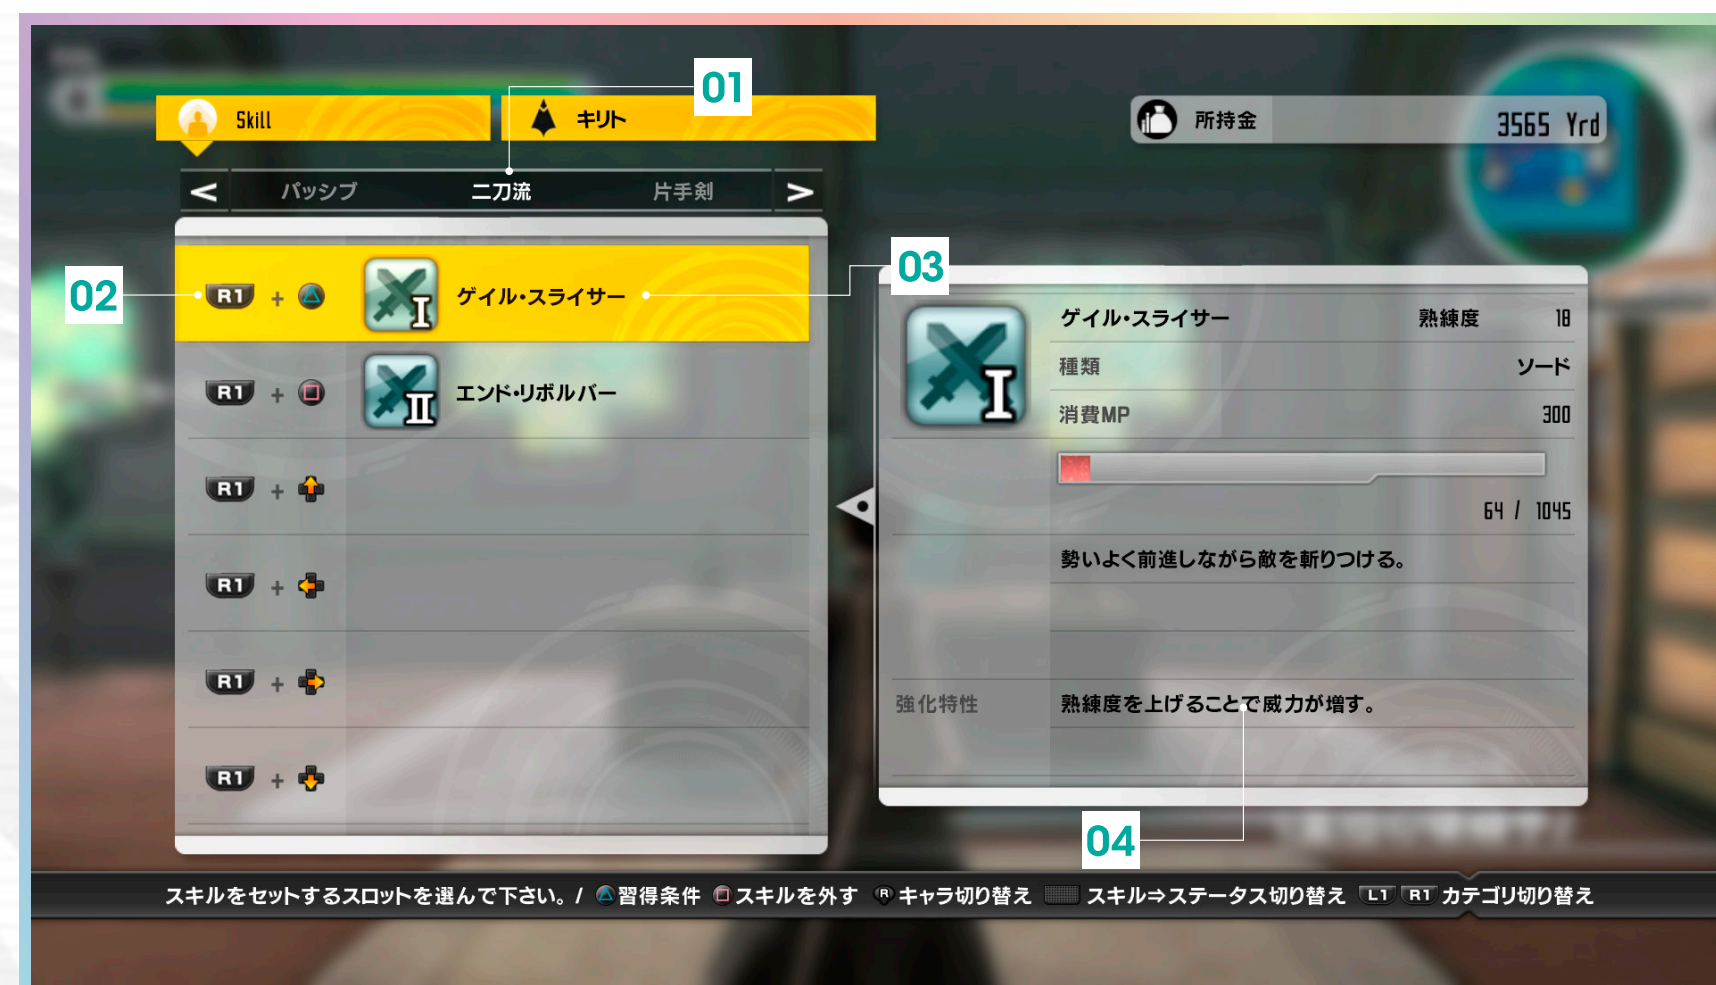 01
Skill
キリト
所持金
3565 Yrd
パッシブ 二刀流 片手剣
02
R1 + ゲイル・スライサー
I
03
R1 + エンド・リボルバー
II
R1 +
R1 +
R1 +
R1 +
I
ゲイル・スライサー 熟練度 18
種類 ソード
消費MP 300
64 / 1045
勢いよく前進しながら敵を斬りつける。
強化特性 熟練度を上げることで威力が増す。
04
スキルをセットするスロットを選んで下さい。/ 習得条件 スキルを外す R キャラ切り替え スキル⇒ステータス切り替え L1 R1 カテゴリ切り替え